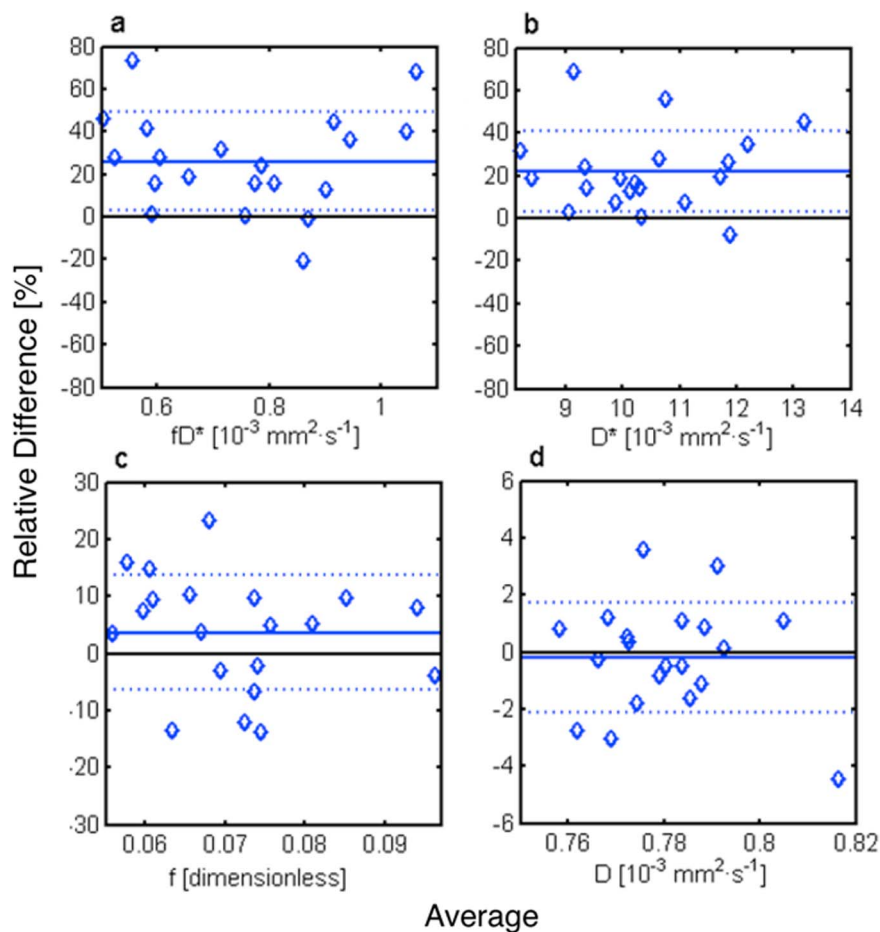 a
80
60
40
20
0
-20
-40
-60
-80
0.6 0.8 1
fD* [10⁻³ mm²·s⁻¹]
b
80
60
40
20
0
-20
-40
-60
-80
9 10 11 12 13 14
D* [10⁻³ mm²·s⁻¹]
Relative Difference [%]
c
30
20
10
0
-10
-20
-30
0.06 0.07 0.08 0.09
f [dimensionless]
d
6
4
2
0
-2
-4
-6
0.76 0.78 0.8 0.82
D [10⁻³ mm²·s⁻¹]
Average